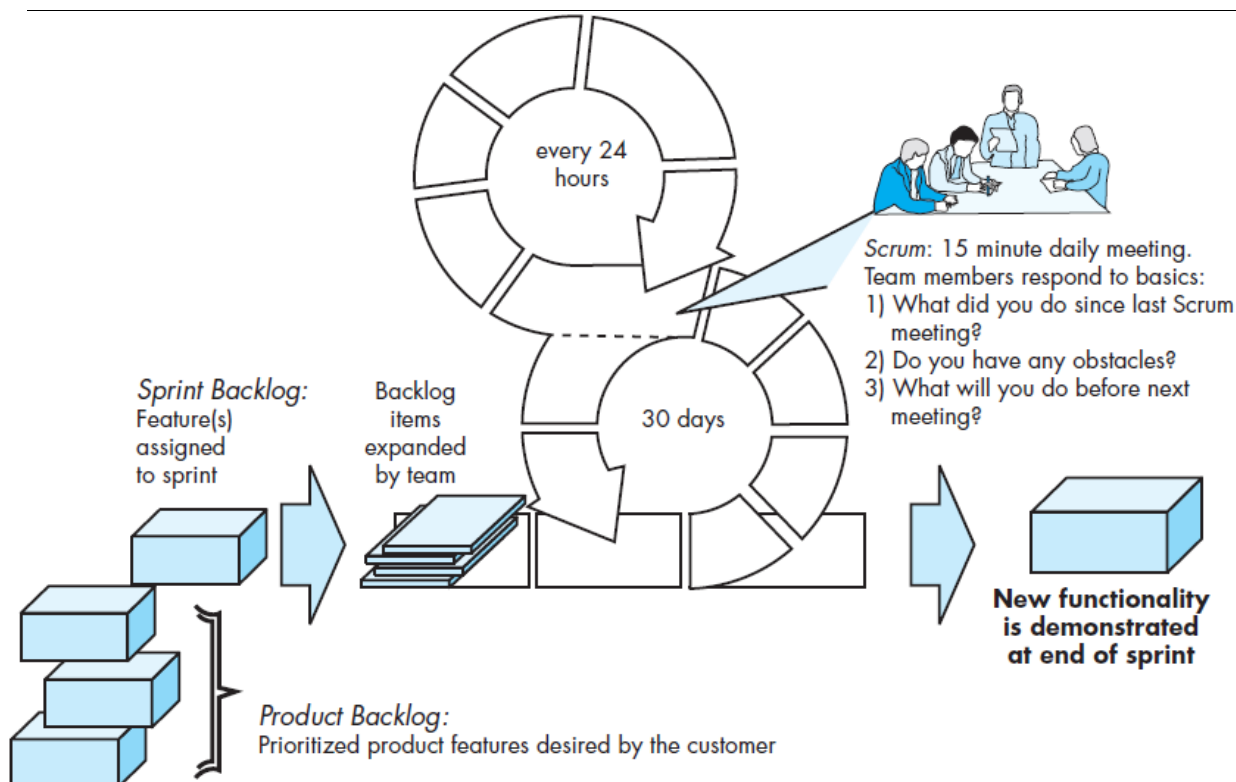 every 24
hours
Scrum: 15 minute daily meeting.
Team members respond to basics:
1) What did you do since last Scrum
meeting?
2) Do you have any obstacles?
3) What will you do before next
meeting?
Sprint Backlog:
Feature(s)
assigned
to sprint
Backlog
items
expanded
by team
30 days
New functionality
is demonstrated
at end of sprint
Product Backlog:
Prioritized product features desired by the customer